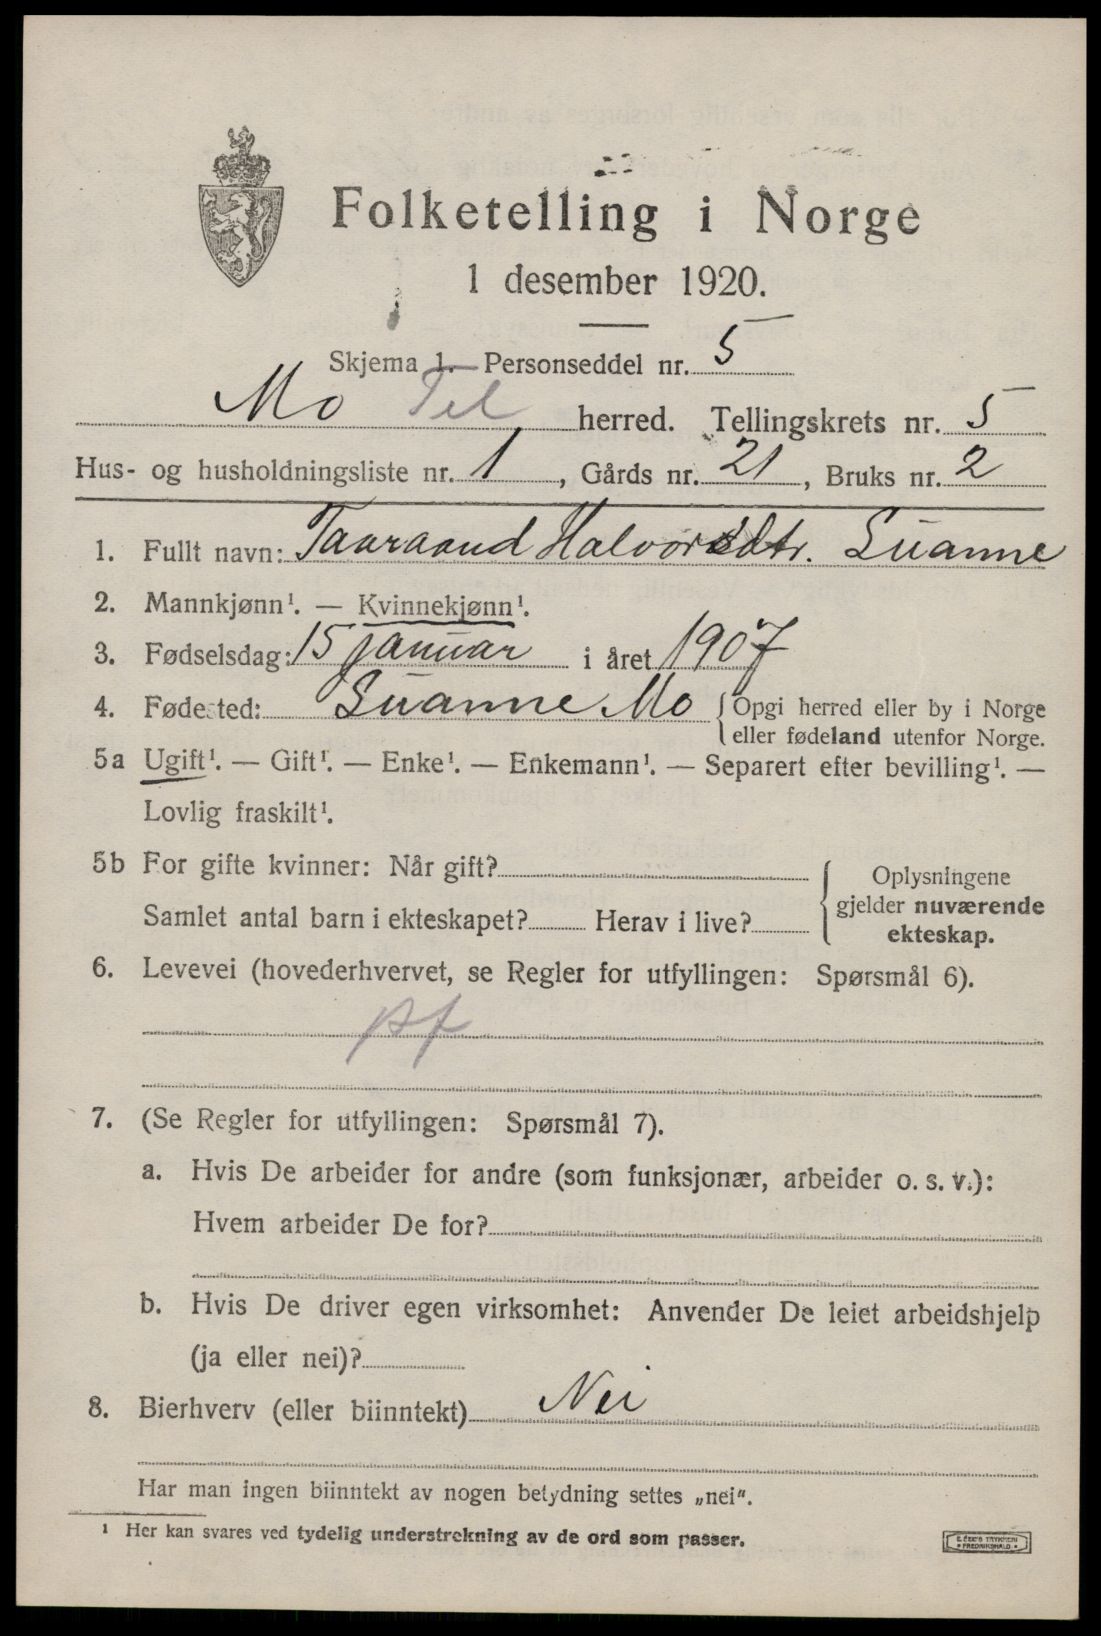 Folketelling i Norge
1 desember 1920.
Skjema 1. Personseddel nr. 5
Mo Tel herred. Tellingskrets nr. 5
Hus- og husholdningsliste nr. 1, Gårds nr. 21, Bruks nr. 2
1. Fullt navn: Taaraand Halvorsdtr. Suanne
2. Mannkjønn¹. — Kvinnekjønn¹.
3. Fødselsdag: 15 januar i året 1907
4. Fødested: Suanne Mo { Opgi herred eller by i Norge
eller fødeland utenfor Norge.
5a Ugift¹. — Gift¹. — Enke¹. — Enkemann¹. — Separert efter bevilling¹. —
Lovlig fraskilt¹.
5b For gifte kvinner: Når gift?
Samlet antal barn i ekteskapet? Herav i live?
Oplysningene
gjelder nuværende
ekteskap.
6. Levevei (hovederhvervet, se Regler for utfyllingen: Spørsmål 6).
pf
7. (Se Regler for utfyllingen: Spørsmål 7).
a. Hvis De arbeider for andre (som funksjonær, arbeider o. s. v.):
Hvem arbeider De for?
b. Hvis De driver egen virksomhet: Anvender De leiet arbeidshjelp
(ja eller nei)?
8. Bierhverv (eller biinntekt) Nei
Har man ingen biinntekt av nogen betydning settes „nei“.
¹ Her kan svares ved tydelig understrekning av de ord som passer.